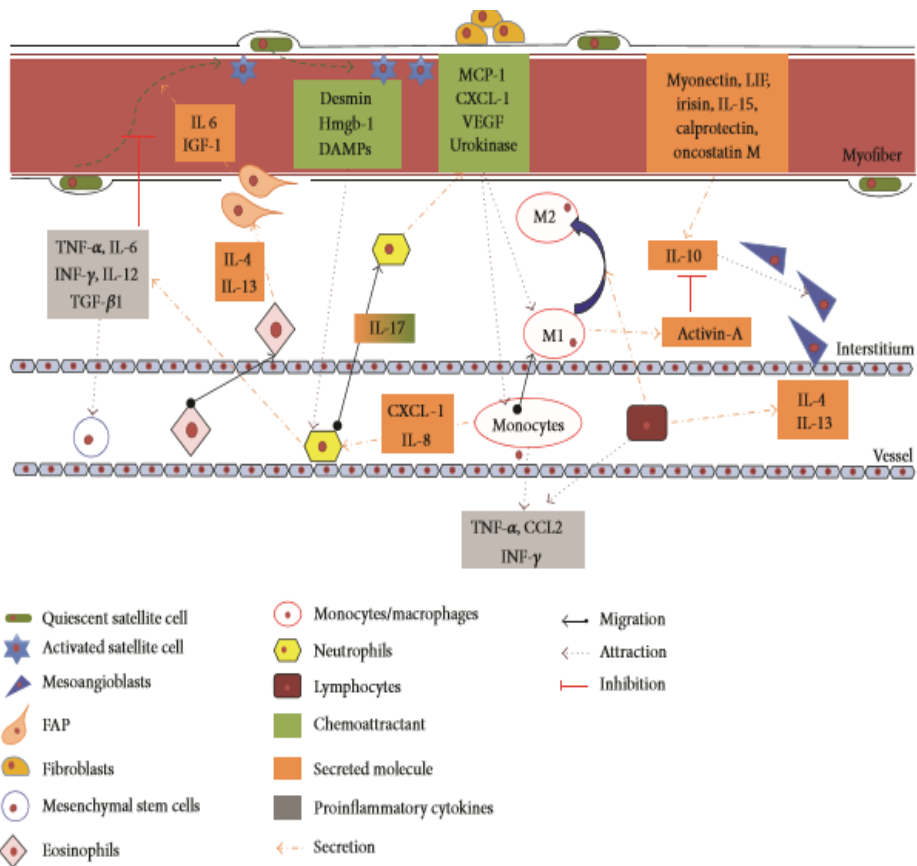 MCP-1
CXCL-1
VEGF
Urokinase
Myonectin, LIF,
irisin, IL-15,
calprotectin,
oncostatin M
Desmin
Hmgb-1
DAMPs
IL 6
IGF-1
Myofiber
TNF-α, IL-6
INF-γ, IL-12
TGF-β1
IL-4
IL-13
M2
IL-10
IL-17
M1
Activin-A
Interstitium
CXCL-1
IL-8
Monocytes
IL-4
IL-13
Vessel
TNF-α, CCL2
INF-γ
Quiescent satellite cell
Activated satellite cell
Mesoangioblasts
FAP
Fibroblasts
Mesenchymal stem cells
Eosinophils
Monocytes/macrophages
Neutrophils
Lymphocytes
Chemoattractant
Secreted molecule
Proinflammatory cytokines
Secretion
Migration
Attraction
Inhibition